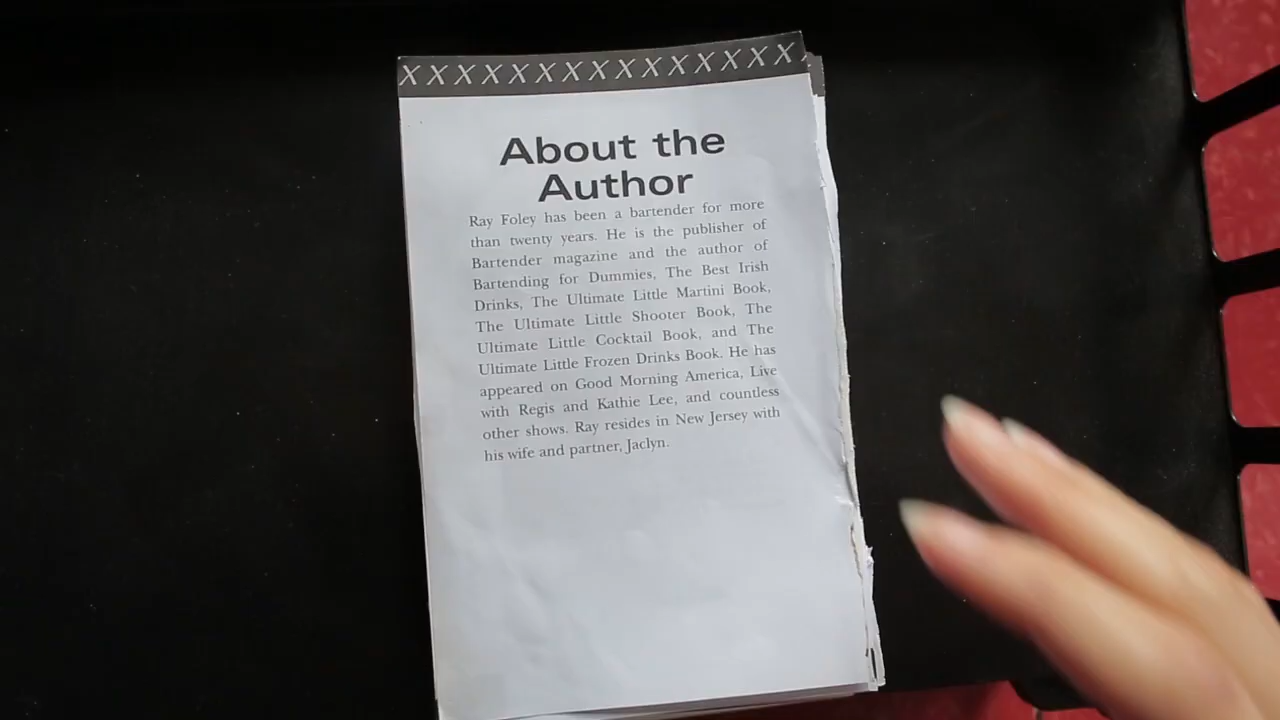 XXXXXXXXXXXXXXX
About the
Author
Ray Foley has been a bartender for more
than twenty years. He is the publisher of
Bartender magazine and the author of
Bartending for Dummies, The Best Irish
Drinks, The Ultimate Little Martini Book,
The Ultimate Little Shooter Book, The
Ultimate Little Cocktail Book, and The
Ultimate Little Frozen Drinks Book. He has
appeared on Good Morning America, Live
with Regis and Kathie Lee, and countless
other shows. Ray resides in New Jersey with
his wife and partner, Jaclyn.